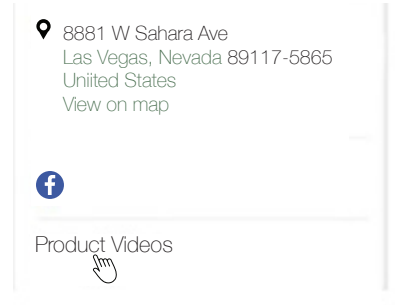 8881 W Sahara Ave
Las Vegas, Nevada 89117-5865
Uniited States
View on map
Product Videos